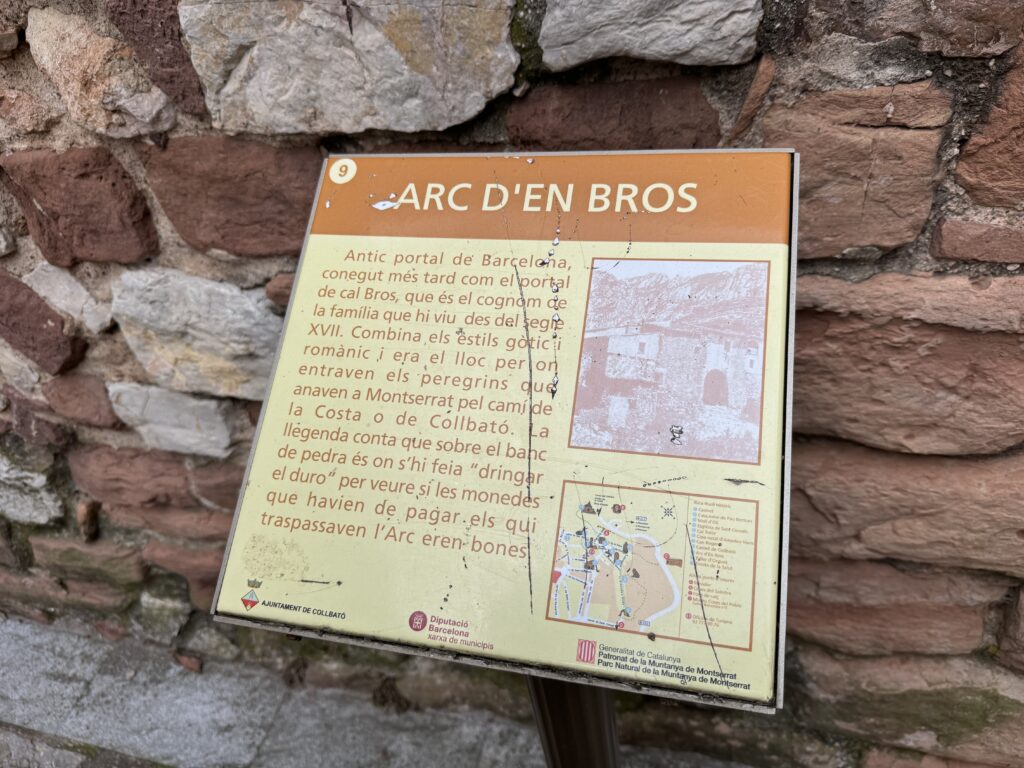 9
ARC D'EN BROS
Antic portal de Barcelona,
conegut més tard com el portal
de cal Bros, que és el cognom de
la família que hi viu des del segle
XVII. Combina els estils gòtic i
romànic i era el lloc per on
entraven els peregrins que
anaven a Montserrat pel camí de
la Costa o de Collbató. La
llegenda conta que sobre el banc
de pedra és on s'hi feia "dringar
el duro" per veure si les monedes
que havien de pagar els qui
traspassaven l'Arc eren bones.
AJUNTAMENT DE COLLBATÓ
Diputació
Barcelona
xarxa de municipis
Generalitat de Catalunya
Patronat de la Muntanya de Montserrat
Parc Natural de la Muntanya de Montserrat